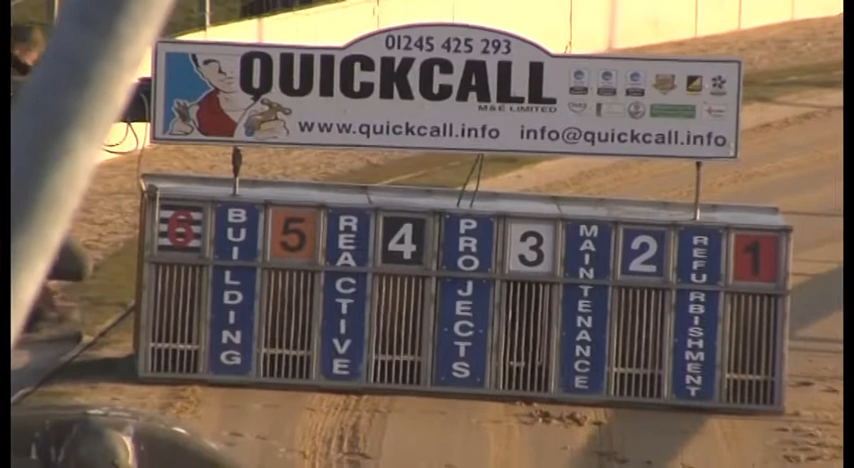 01245 425 293
QUICKCALL
M&E LIMITED
www.quickcall.info info@quickcall.info
6 BUILDING 5 REACTIVE 4 PROJECTS 3 MAINTENANCE 2 REFURBISHMENT 1